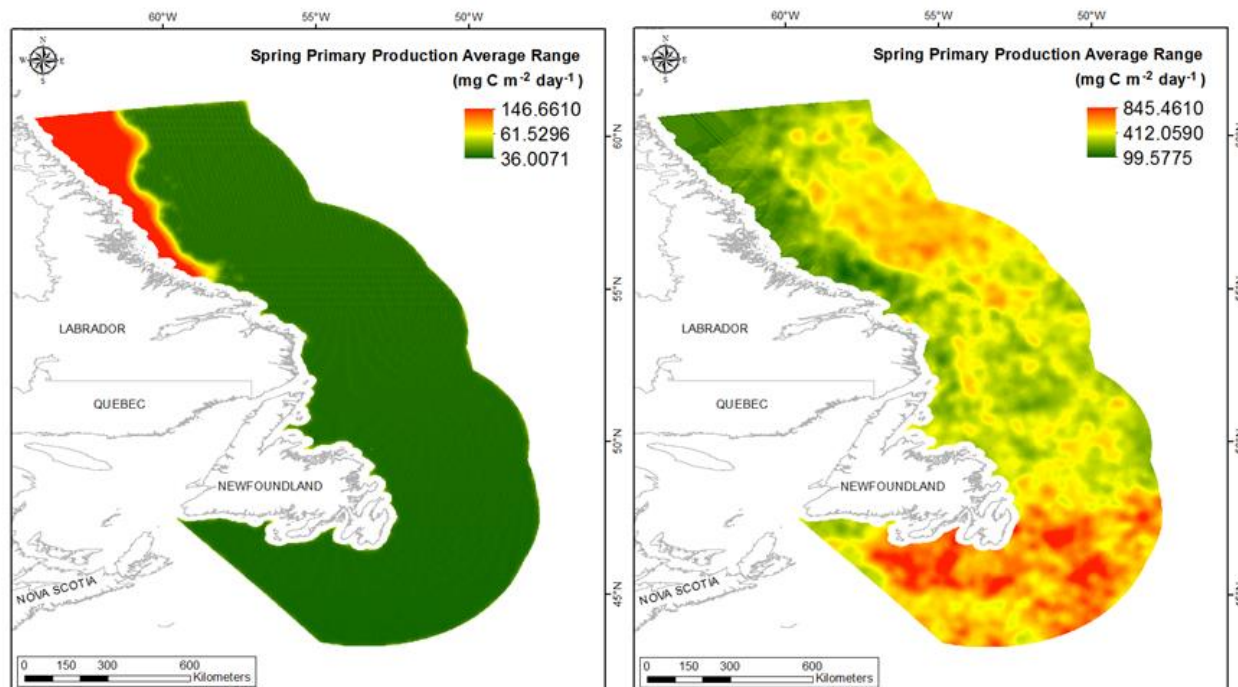 60°W 55°W 50°W
N
W E
S
Spring Primary Production Average Range
(mg C m-2 day-1)
146.6610
61.5296
36.0071
60°N
55°N
50°N
45°N
LABRADOR
QUEBEC
NEWFOUNDLAND
NOVA SCOTIA
0 150 300 600
Kilometers
60°W 55°W 50°W
N
W E
S
Spring Primary Production Average Range
(mg C m-2 day-1)
845.4610
412.0590
99.5775
60°N
LABRADOR
QUEBEC
NEWFOUNDLAND
NOVA SCOTIA
0 150 300 600
Kilometers